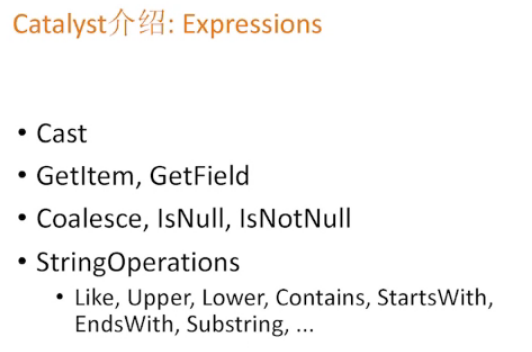 Catalyst介绍: Expressions
• Cast
• GetItem, GetField
• Coalesce, IsNull, IsNotNull
• StringOperations
• Like, Upper, Lower, Contains, StartsWith,
EndsWith, Substring, ...